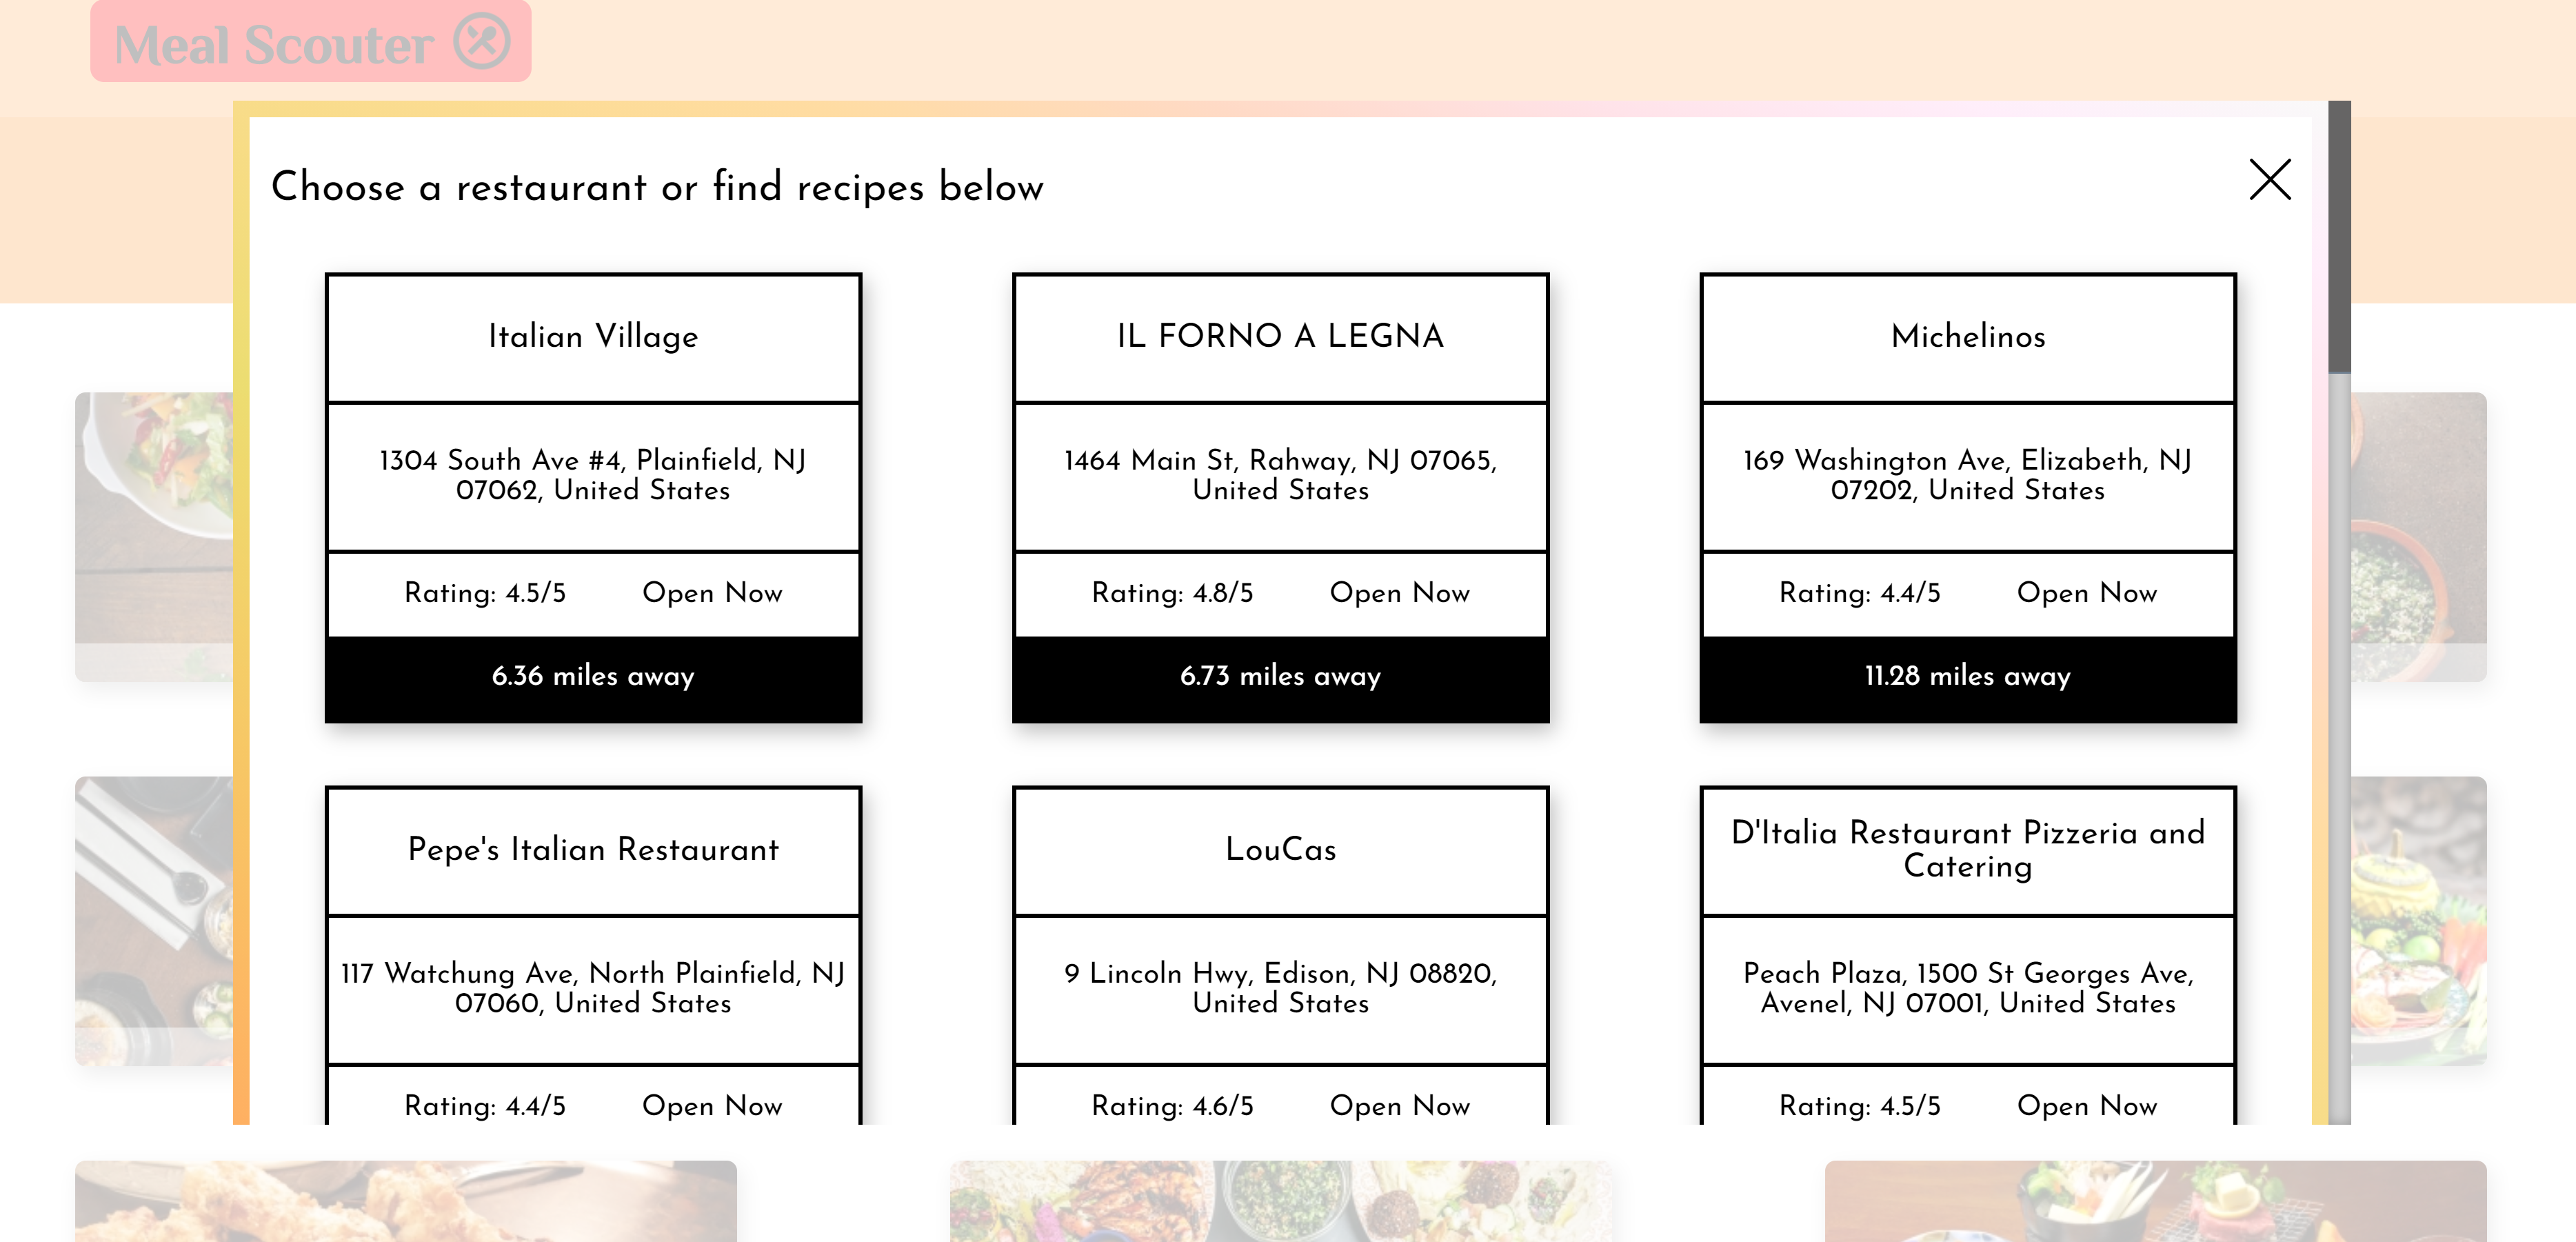 Meal Scouter
Choose a restaurant or find recipes below
Italian Village
1304 South Ave #4, Plainfield, NJ
07062, United States
Rating: 4.5/5 Open Now
6.36 miles away
IL FORNO A LEGNA
1464 Main St, Rahway, NJ 07065,
United States
Rating: 4.8/5 Open Now
6.73 miles away
Michelinos
169 Washington Ave, Elizabeth, NJ
07202, United States
Rating: 4.4/5 Open Now
11.28 miles away
Pepe's Italian Restaurant
117 Watchung Ave, North Plainfield, NJ
07060, United States
Rating: 4.4/5 Open Now
LouCas
9 Lincoln Hwy, Edison, NJ 08820,
United States
Rating: 4.6/5 Open Now
D'Italia Restaurant Pizzeria and
Catering
Peach Plaza, 1500 St Georges Ave,
Avenel, NJ 07001, United States
Rating: 4.5/5 Open Now